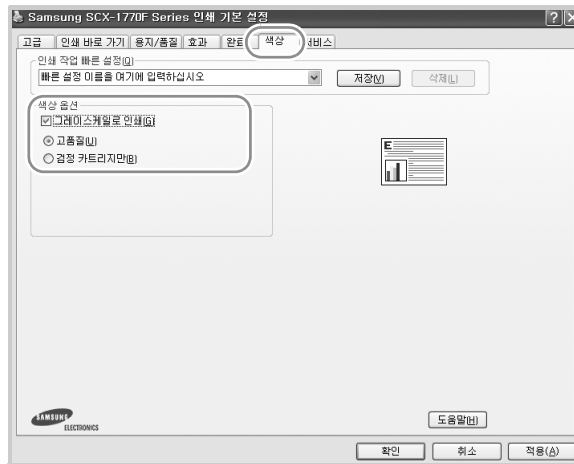 Samsung SCX-1770F Series 인쇄 기본 설정
고급 인쇄 바로 가기 용지/품질 효과 색상
인쇄 작업 빠른 설정(Q)
빠른 설정 이름을 여기에 입력하십시오 저장(V) 삭제(L)
색상 옵션
그레이스케일로 인쇄(G)
고품질(U)
검정 카트리지만(B)
E
SAMSUNG
ELECTRONICS
도움말(H)
확인 취소 적용(A)